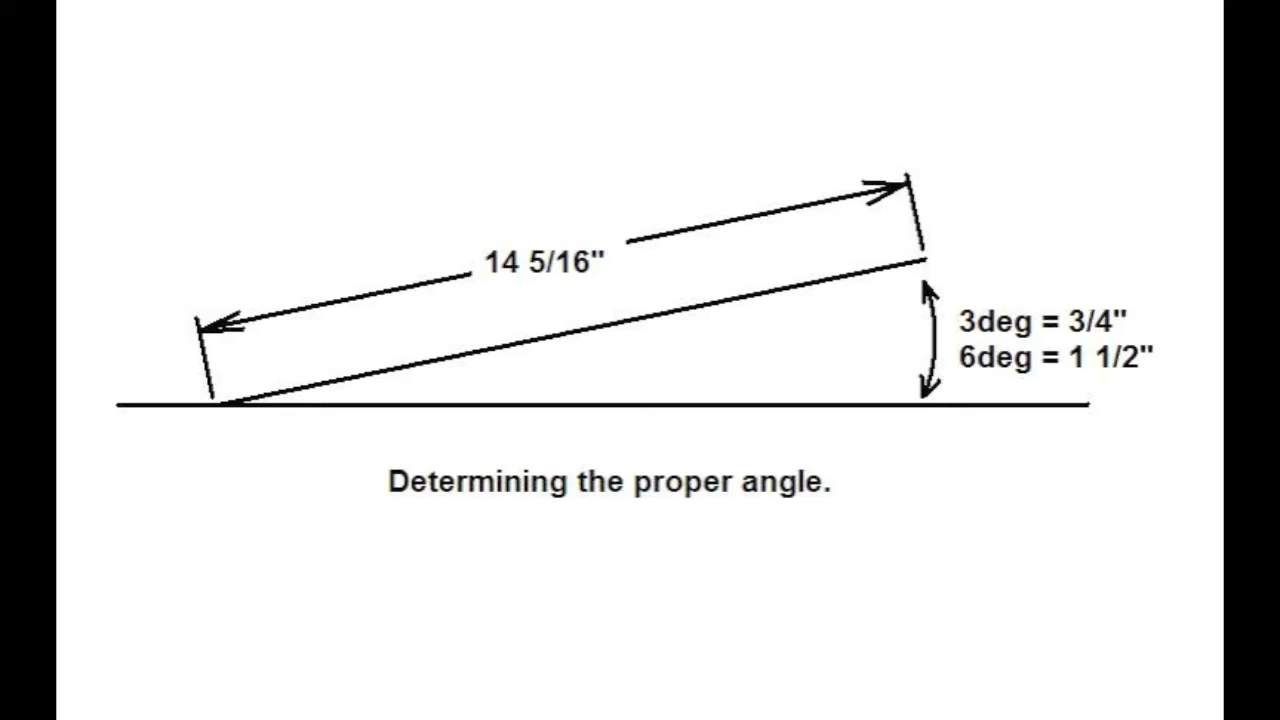 14 5/16"
3deg = 3/4"
6deg = 1 1/2"
Determining the proper angle.